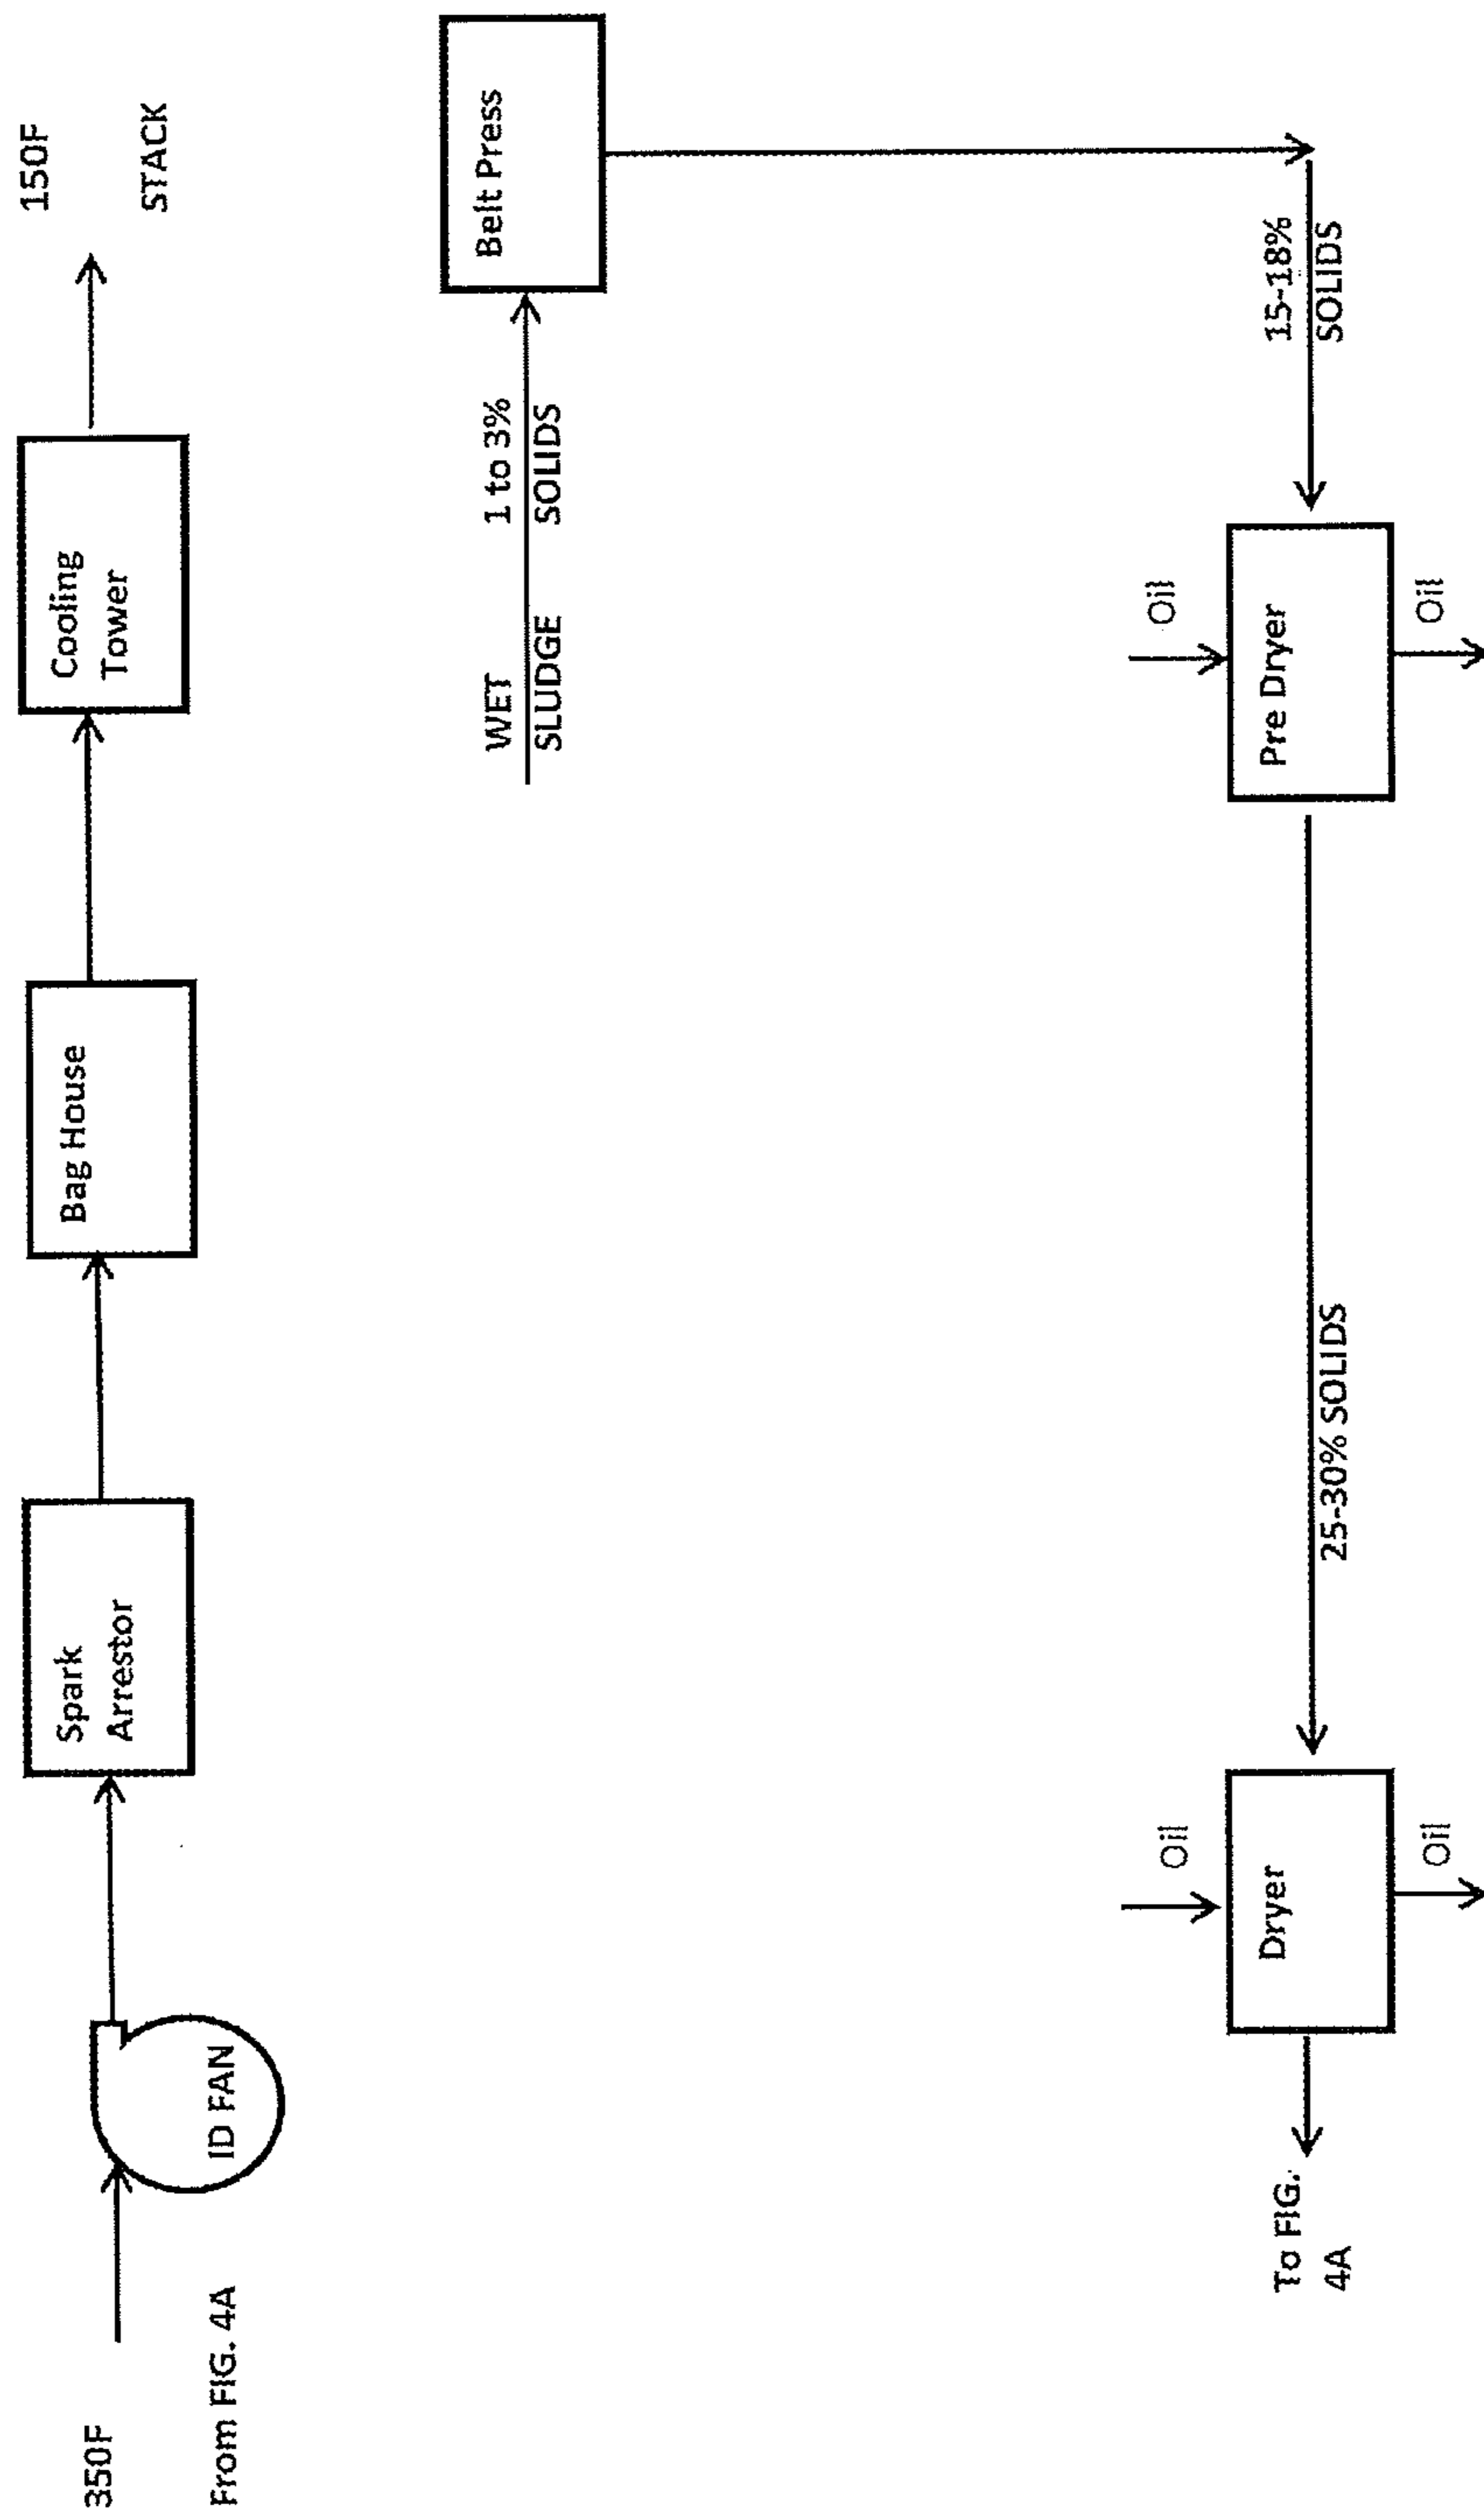 350F
From FIG. 4A
ID FAN
Spark
Arrestor
Bag House
Cooling
Tower
150F
STACK
WET
SLUDGE
1 to 3%
SOLIDS
Belt Press
15-18%
SOLIDS
Oil
Pre Dryer
Oil
25-30% SOLIDS
Oil
Dryer
Oil
To FIG.
4A